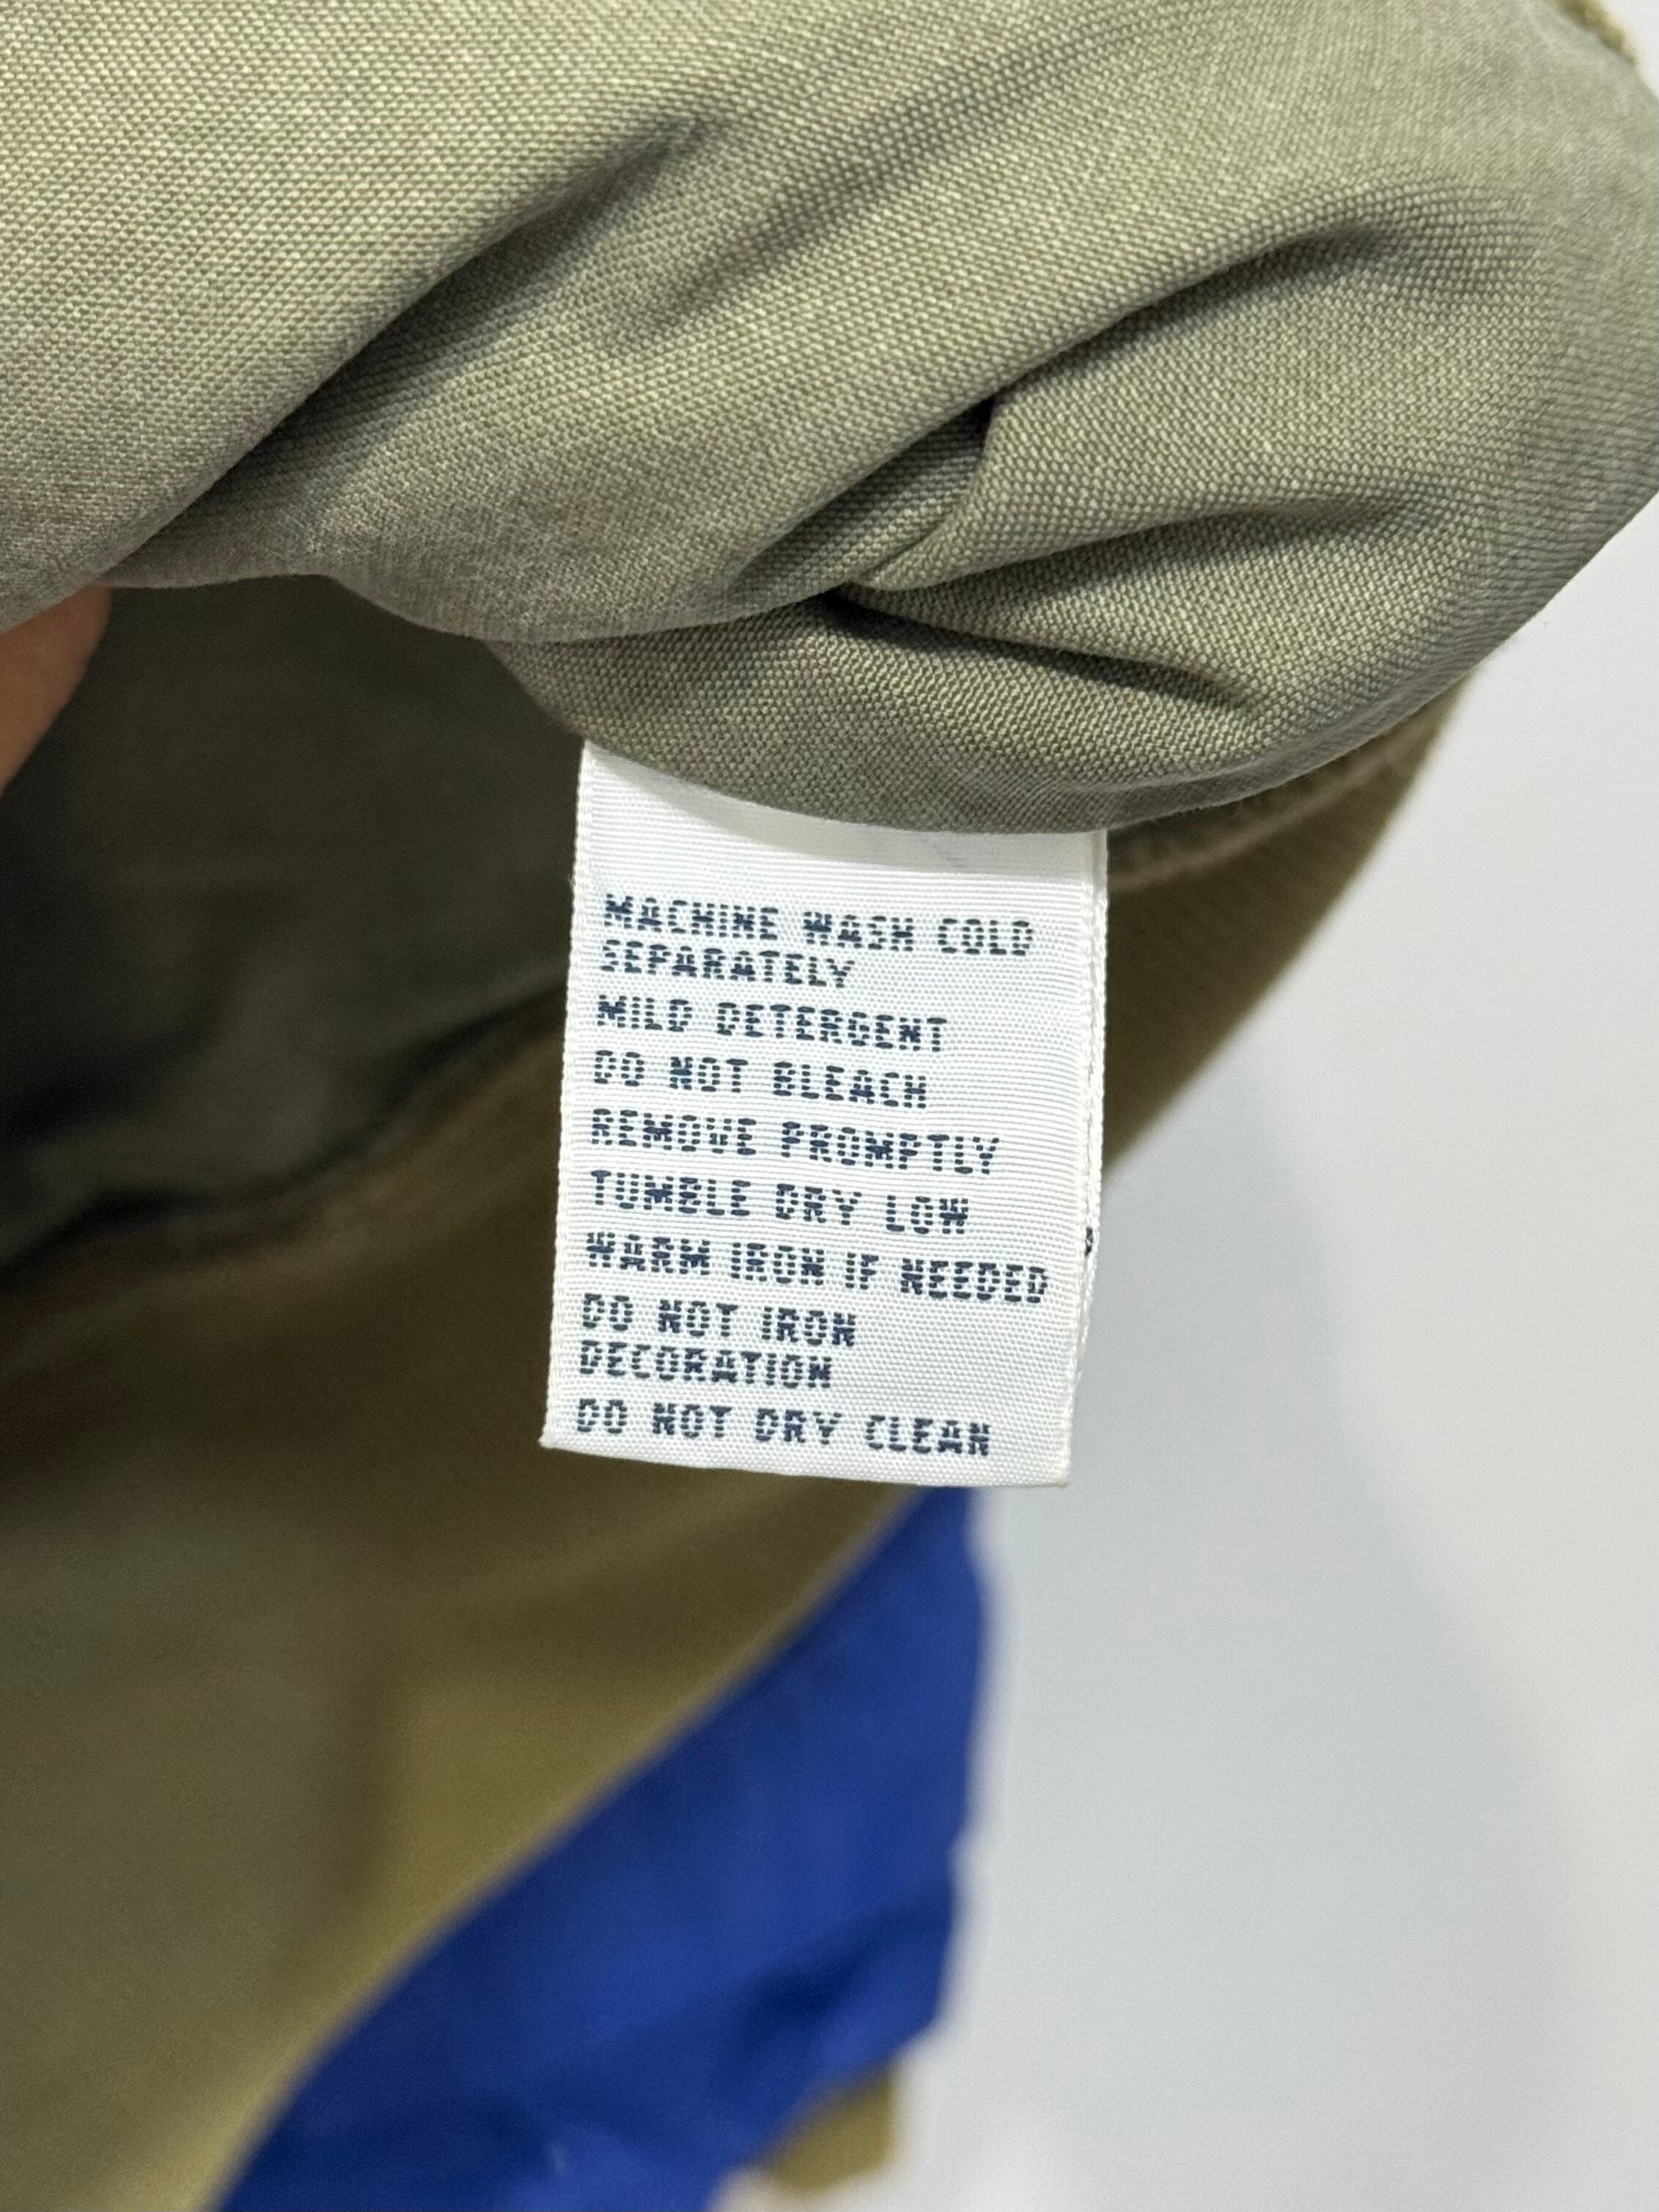 MACHINE WASH COLD
SEPARATELY
MILD DETERGENT
DO NOT BLEACH
REMOVE PROMPTLY
TUMBLE DRY LOW
WARM IRON IF NEEDED
DO NOT IRON
DECORATION
DO NOT DRY CLEAN